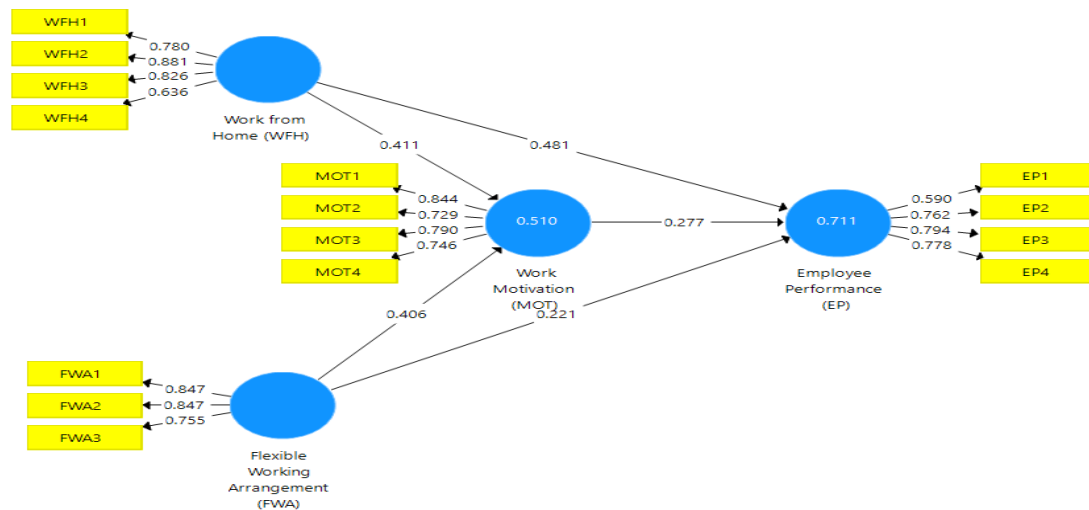 WFH1
WFH2
WFH3
WFH4
0.780
0.881
0.826
0.636
Work from
Home (WFH)
0.411
0.481
MOT1
MOT2
MOT3
MOT4
0.844
0.729
0.790
0.746
0.510
Work
Motivation
(MOT)
0.277
0.711
Employee
Performance
(EP)
0.590
0.762
0.794
0.778
EP1
EP2
EP3
EP4
0.406
0.221
FWA1
FWA2
FWA3
0.847
0.847
0.755
Flexible
Working
Arrangement
(FWA)